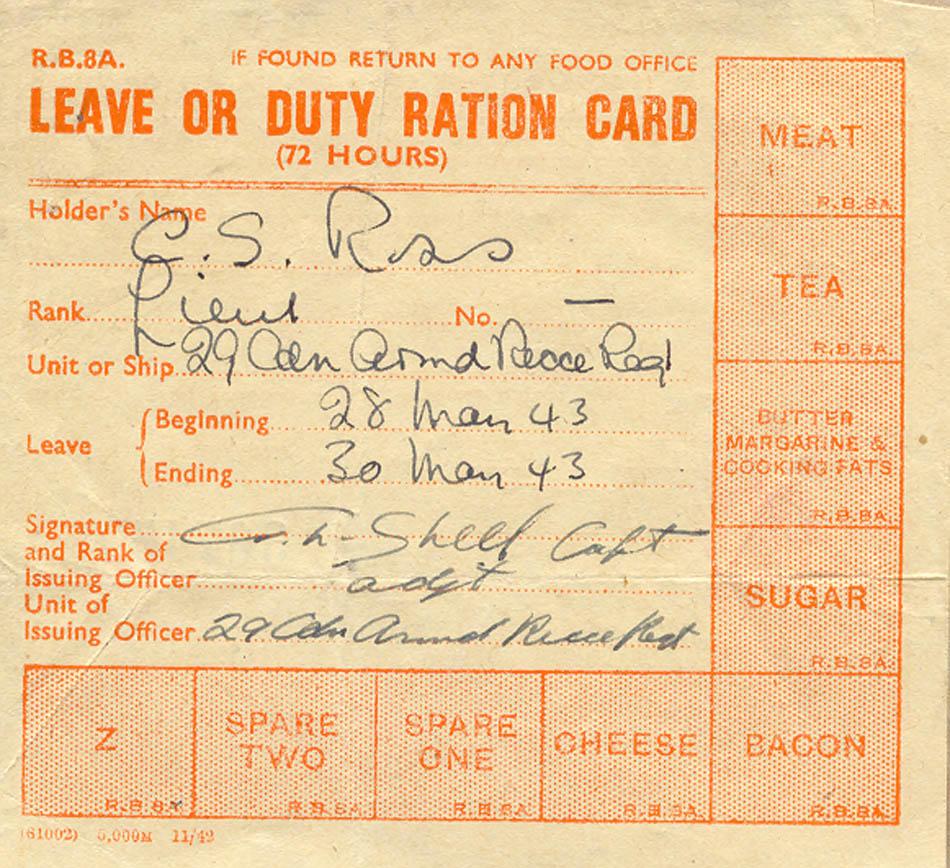 R.B.8A. IF FOUND RETURN TO ANY FOOD OFFICE
LEAVE OR DUTY RATION CARD
(72 HOURS)
Holder's Name
C. S. Ross
Rank Lieut No. —
Unit or Ship 29 Cdn Armd Recce Regt
Leave
Beginning 28 Mar 43
Ending 30 Mar 43
Signature
and Rank of
Issuing Officer
Capt
adjt
Unit of
Issuing Officer 29 Cdn Armd Recce Regt
MEAT
R.B.8A
TEA
R.B.8A
BUTTER
MARGARINE &
COOKING FATS
R.B.8A
SUGAR
R.B.8A
Z
R.B.8A
SPARE
TWO
R.B.8A
SPARE
ONE
R.B.8A
CHEESE
R.B.8A
BACON
R.B.8A
(61002) 5,000M 11/42